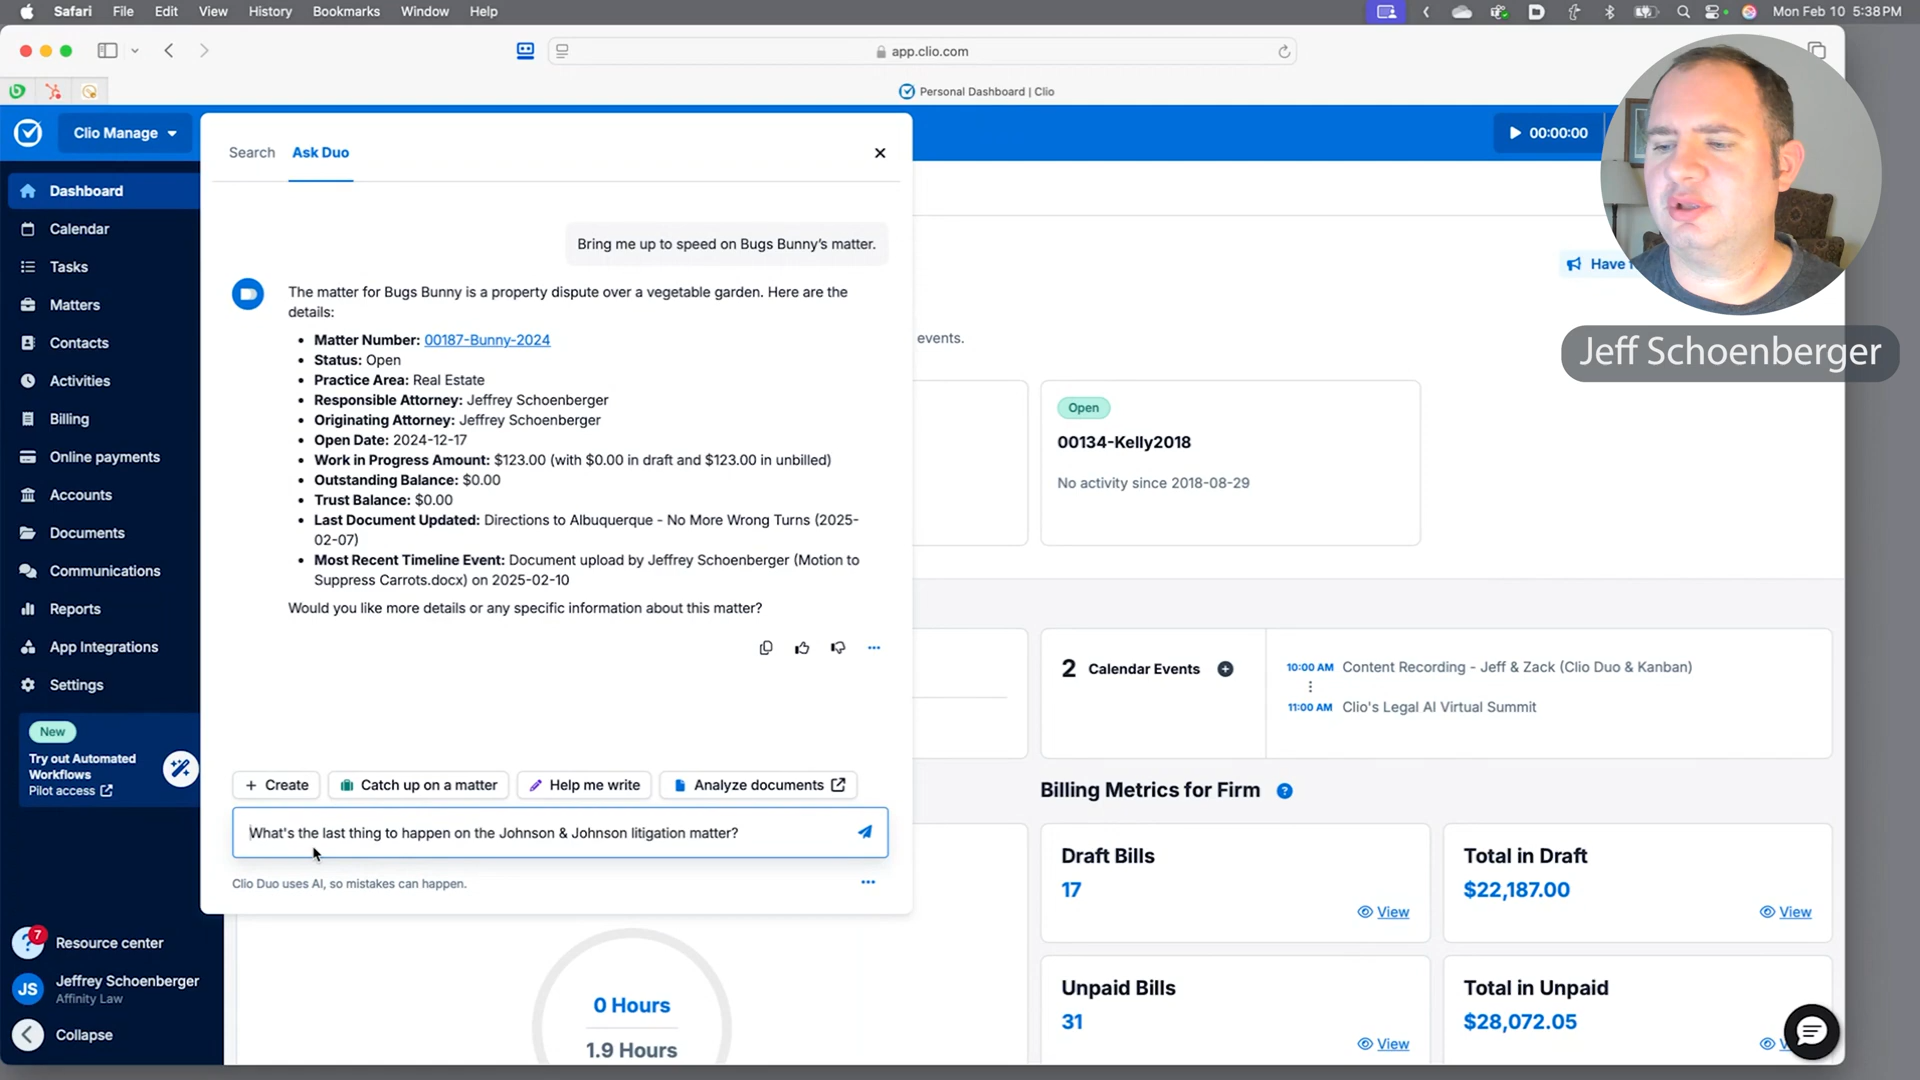 Safari File Edit View History Bookmarks Window Help
Mon Feb 10 5:38 PM
app.clio.com
Personal Dashboard | Clio
Clio Manage
00:00:00
Search Ask Duo
Dashboard
Calendar
Tasks
Matters
Contacts
Activities
Billing
Online payments
Accounts
Documents
Communications
Reports
App Integrations
Settings
New
Try out Automated
Workflows
Pilot access
7
Resource center
JS
Jeffrey Schoenberger
Affinity Law
Collapse
Bring me up to speed on Bugs Bunny’s matter.
The matter for Bugs Bunny is a property dispute over a vegetable garden. Here are the
details:
• Matter Number: 00187-Bunny-2024
• Status: Open
• Practice Area: Real Estate
• Responsible Attorney: Jeffrey Schoenberger
• Originating Attorney: Jeffrey Schoenberger
• Open Date: 2024-12-17
• Work in Progress Amount: $123.00 (with $0.00 in draft and $123.00 in unbilled)
• Outstanding Balance: $0.00
• Trust Balance: $0.00
• Last Document Updated: Directions to Albuquerque - No More Wrong Turns (2025-
02-07)
• Most Recent Timeline Event: Document upload by Jeffrey Schoenberger (Motion to
Suppress Carrots.docx) on 2025-02-10
Would you like more details or any specific information about this matter?
+ Create
Catch up on a matter
Help me write
Analyze documents
What's the last thing to happen on the Johnson & Johnson litigation matter?
Clio Duo uses AI, so mistakes can happen.
Have
Jeff Schoenberger
events.
Open
00134-Kelly2018
No activity since 2018-08-29
2 Calendar Events
10:00 AM Content Recording - Jeff & Zack (Clio Duo & Kanban)
11:00 AM Clio's Legal AI Virtual Summit
Billing Metrics for Firm ?
Draft Bills
17
View
Total in Draft
$22,187.00
View
Unpaid Bills
31
View
Total in Unpaid
$28,072.05
0 Hours
1.9 Hours